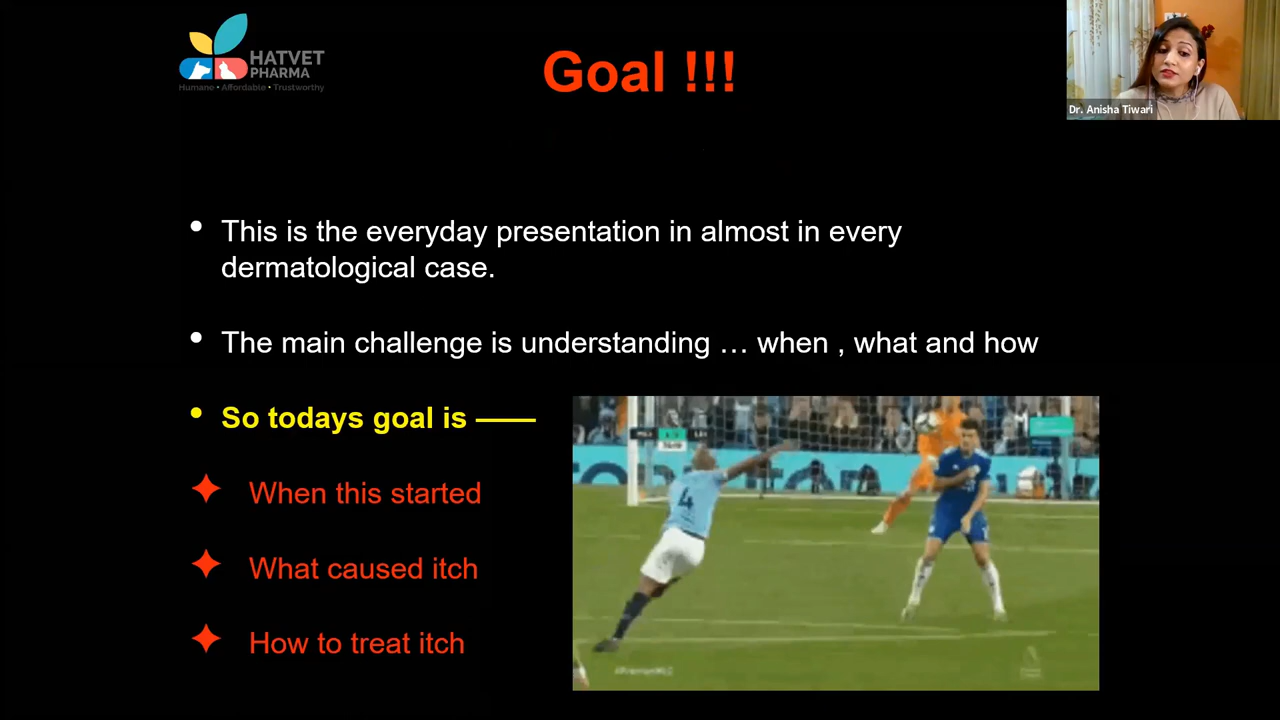 HATVET
PHARMA
Humane • Affordable • Trustworthy
Goal !!!
Dr. Anisha Tiwari
• This is the everyday presentation in almost in every
dermatological case.
• The main challenge is understanding … when , what and how
• So todays goal is ——
✦ When this started
✦ What caused itch
✦ How to treat itch
4